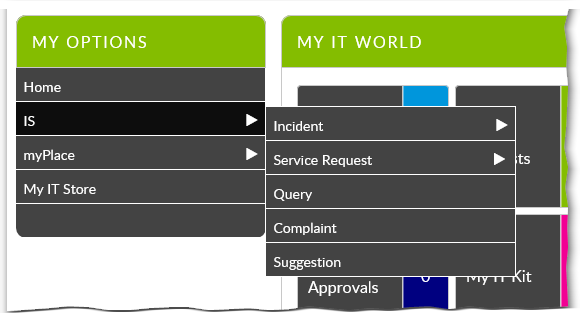 MY OPTIONS
MY IT WORLD
Home
IS
myPlace
My IT Store
Incident
Service Request
Query
Complaint
Suggestion
sts
Approvals
My IT Kit